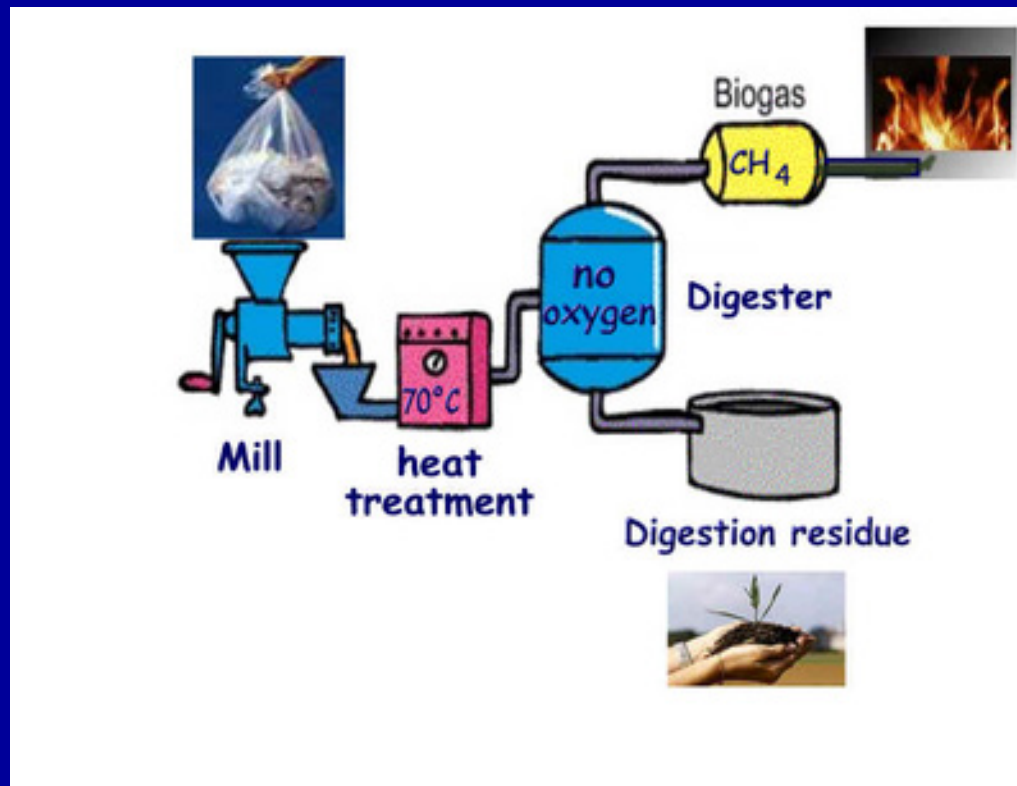 Biogas
CH₄
no
oxygen
Digester
70°C
Mill
heat
treatment
Digestion residue